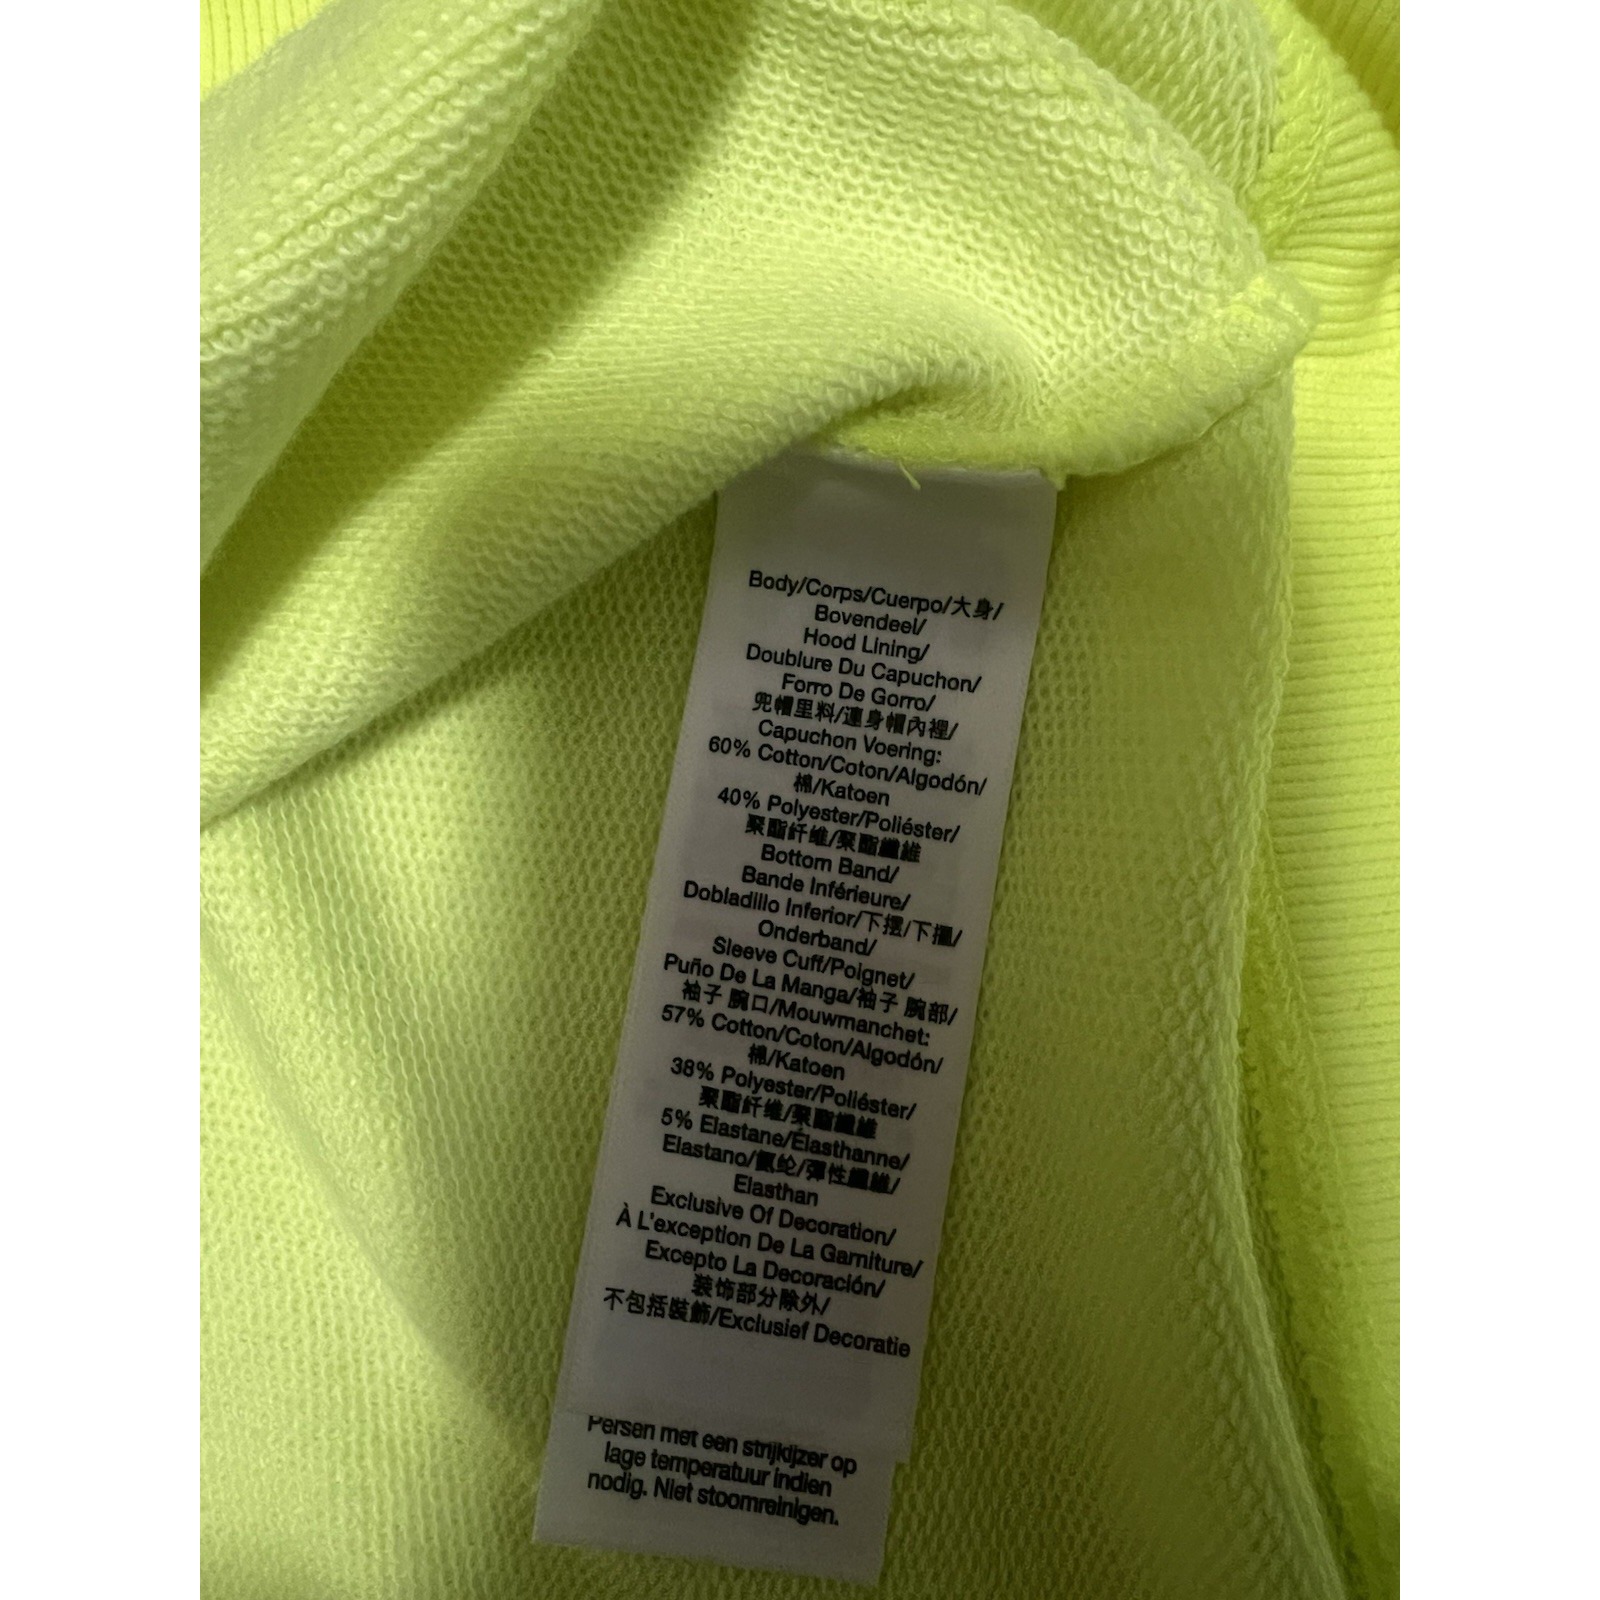 Body/Corps/Cuerpo/大身/
Bovendeel/
Hood Lining/
Doublure Du Capuchon/
Forro De Gorro/
兜帽里料/連身帽內裡/
Capuchon Voering:
60% Cotton/Coton/Algodón/
棉/Katoen
40% Polyester/Poliéster/
聚酯纤维/聚酯纖維
Bottom Band/
Bande Inférieure/
Dobladillo Inferior/下摆/下擺/
Onderband/
Sleeve Cuff/Poignet/
Puño De La Manga/袖子 腕部/
袖子 腕口/Mouwmanchet:
57% Cotton/Coton/Algodón/
棉/Katoen
38% Polyester/Poliéster/
聚酯纤维/聚酯纖維
5% Elastane/Élasthanne/
Elastano/氨纶/彈性纖維/
Elasthan
Exclusive Of Decoration/
À L'exception De La Garniture/
Excepto La Decoración/
装饰部分除外/
不包括裝飾/Exclusief Decoratie
Persen met een strijkijzer op
lage temperatuur indien
nodig. Niet stoomreinigen.